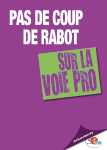 PAS DE COUP
DE RABOT
SUR LA
VOIE PRO